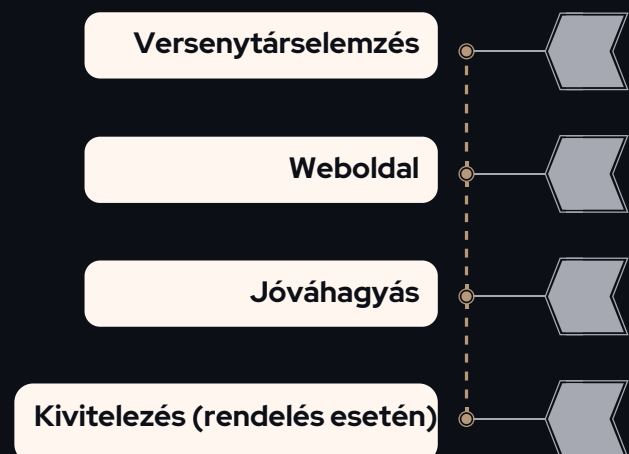 Versenytárselemzés
Weboldal
Jóváhagyás
Kivitelezés (rendelés esetén)